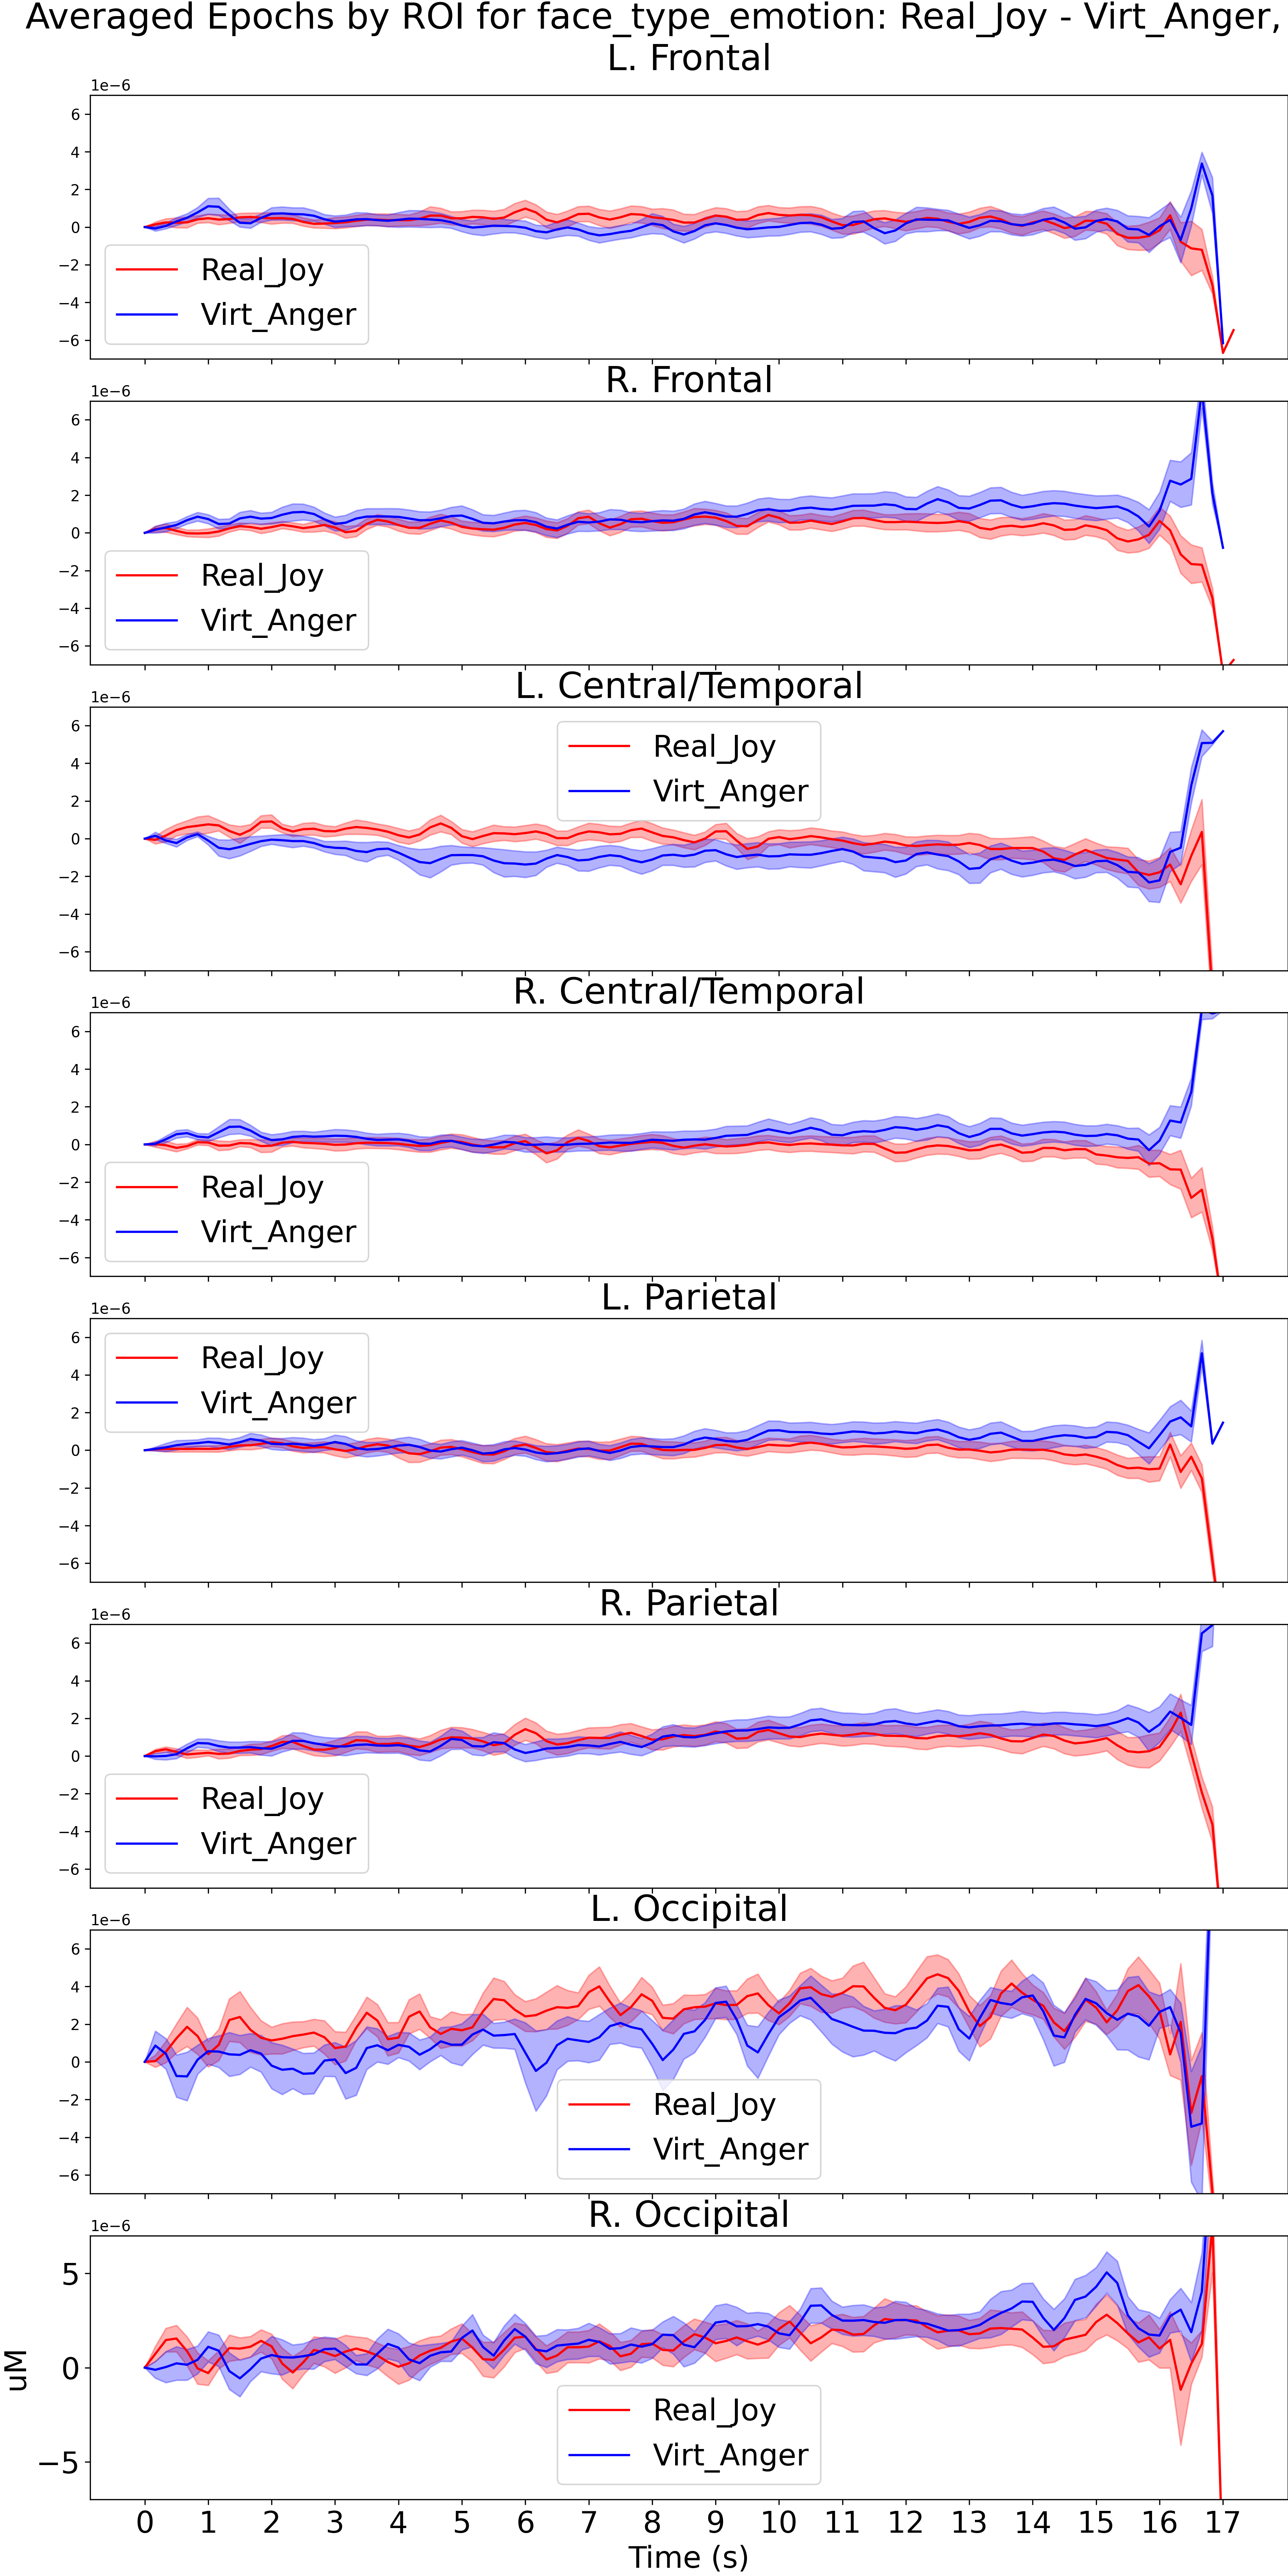 Averaged Epochs by ROI for face_type_emotion: Real_Joy - Virt_Anger,
L. Frontal
1e−6
6
4
2
0
−2
−4
−6
Real_Joy
Virt_Anger
R. Frontal
1e−6
6
4
2
0
−2
−4
−6
Real_Joy
Virt_Anger
L. Central/Temporal
1e−6
6
4
2
0
−2
−4
−6
Real_Joy
Virt_Anger
R. Central/Temporal
1e−6
6
4
2
0
−2
−4
−6
Real_Joy
Virt_Anger
L. Parietal
1e−6
6
4
2
0
−2
−4
−6
Real_Joy
Virt_Anger
R. Parietal
1e−6
6
4
2
0
−2
−4
−6
Real_Joy
Virt_Anger
L. Occipital
1e−6
6
4
2
0
−2
−4
−6
Real_Joy
Virt_Anger
R. Occipital
1e−6
5
0
−5
uM
Real_Joy
Virt_Anger
0 1 2 3 4 5 6 7 8 9 10 11 12 13 14 15 16 17
Time (s)